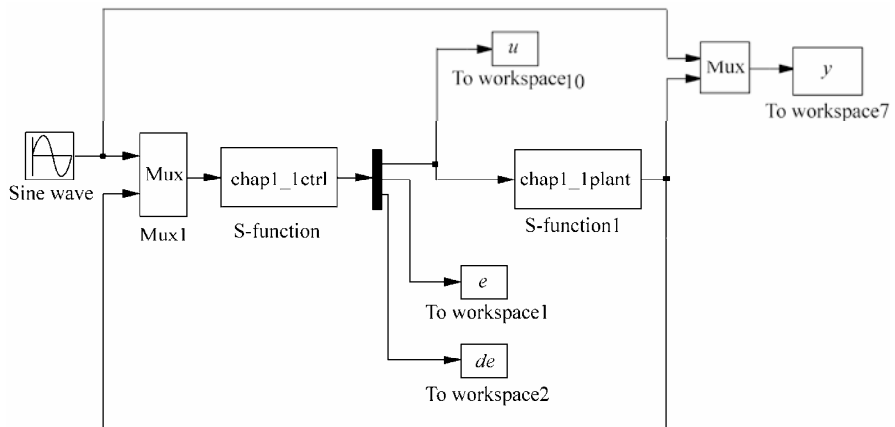 u
To workspace10
Mux
y
To workspace7
Sine wave
Mux
Mux1
chap1_1ctrl
S-function
chap1_1plant
S-function1
e
To workspace1
de
To workspace2